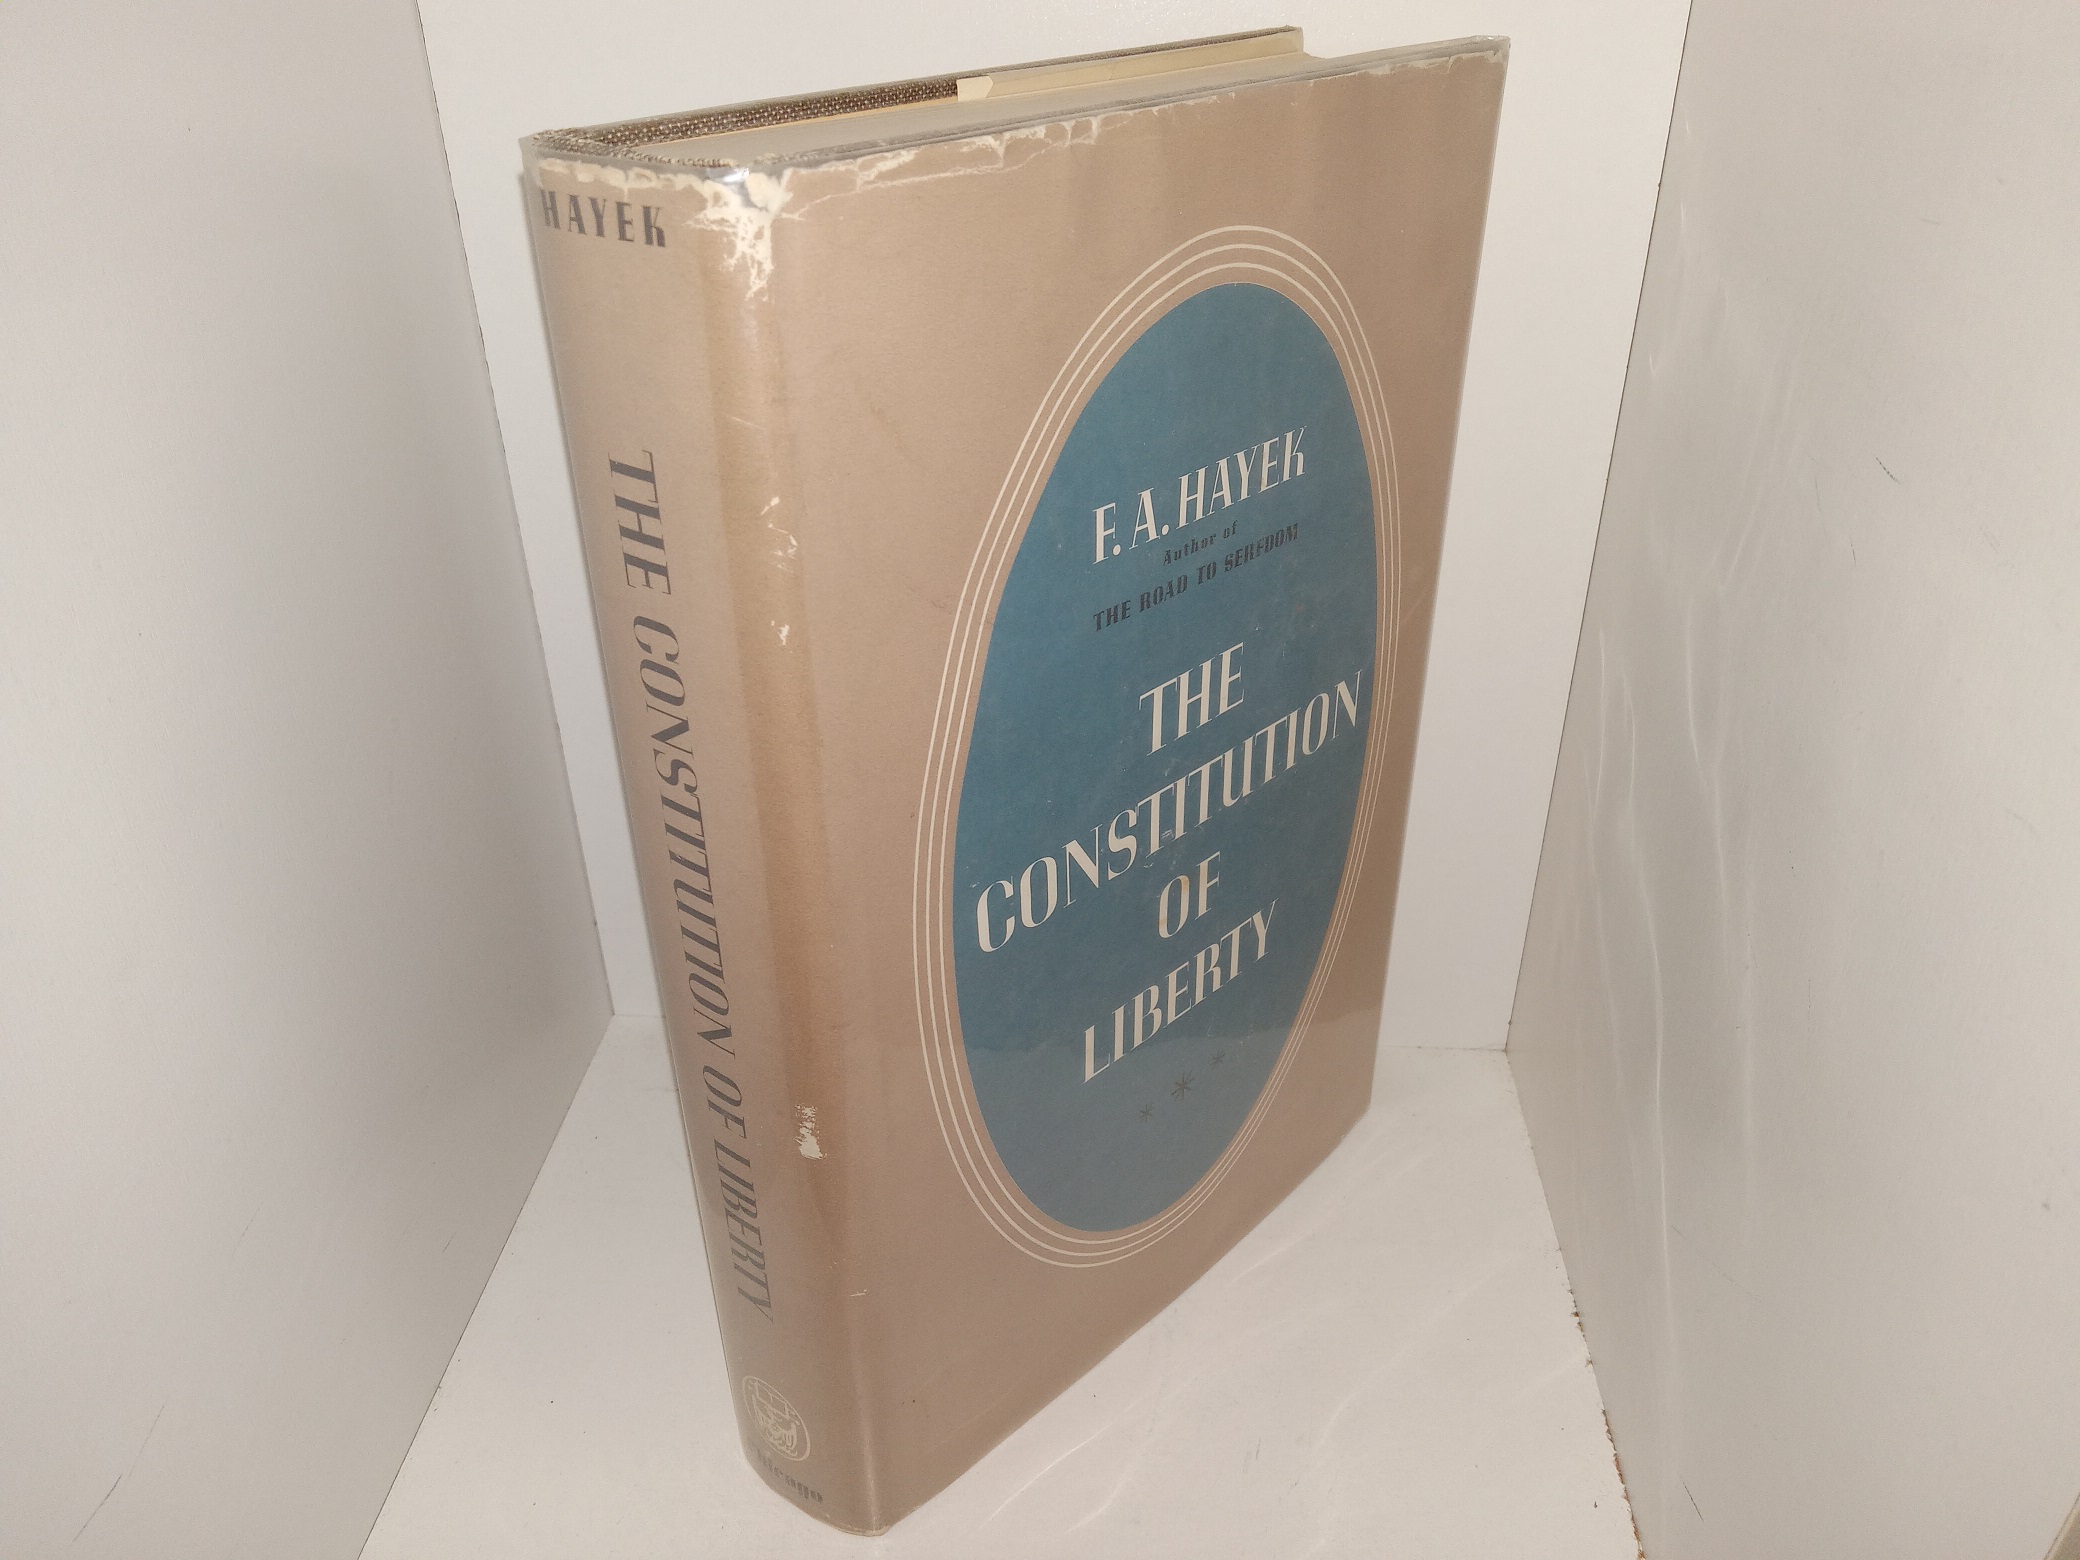 HAYEK
THE CONSTITUTION OF LIBERTY
F. A. HAYEK
Author of
THE ROAD TO SERFDOM
THE
CONSTITUTION
OF
LIBERTY